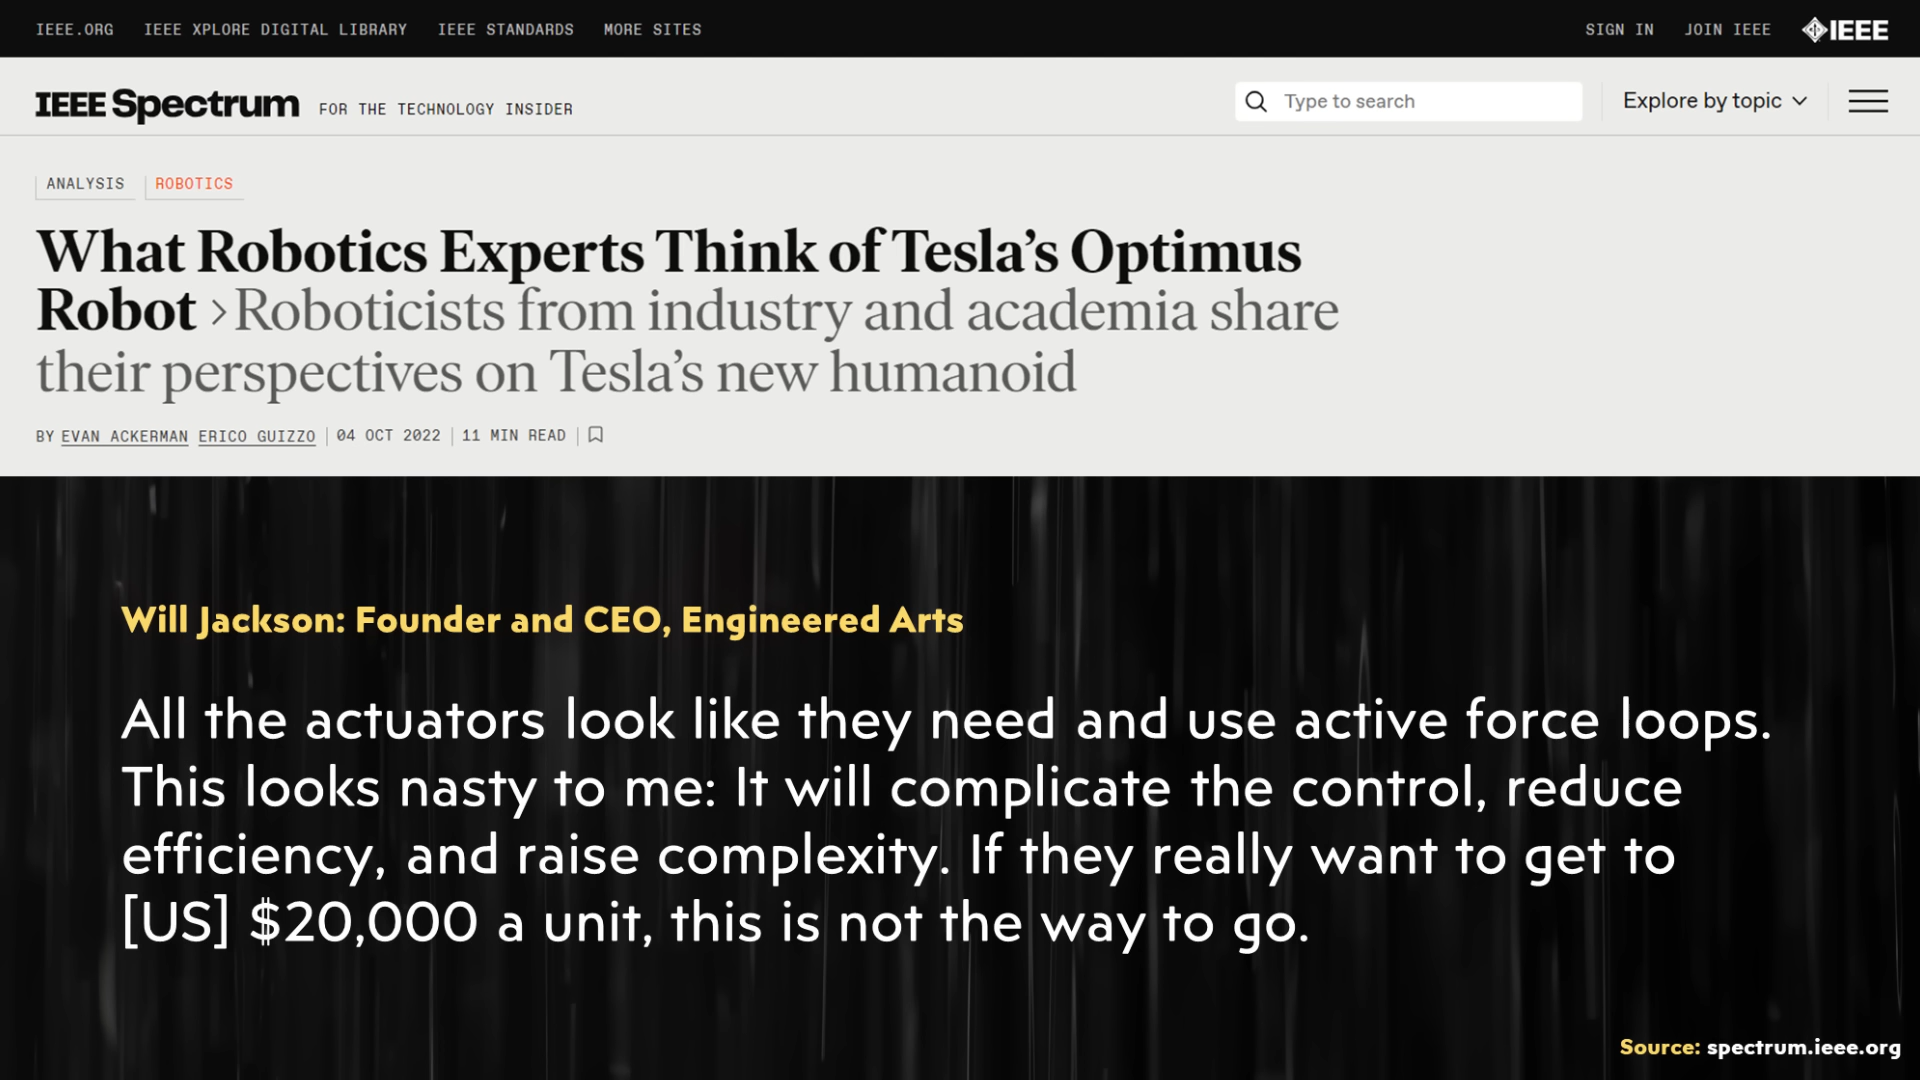 IEEE.ORG IEEE XPLORE DIGITAL LIBRARY IEEE STANDARDS MORE SITES SIGN IN JOIN IEEE IEEE
IEEE Spectrum FOR THE TECHNOLOGY INSIDER Type to search Explore by topic
ANALYSIS ROBOTICS
What Robotics Experts Think of Tesla’s Optimus
Robot > Roboticists from industry and academia share
their perspectives on Tesla’s new humanoid
BY EVAN ACKERMAN ERICO GUIZZO | 04 OCT 2022 | 11 MIN READ |
Will Jackson: Founder and CEO, Engineered Arts
All the actuators look like they need and use active force loops.
This looks nasty to me: It will complicate the control, reduce
efficiency, and raise complexity. If they really want to get to
[US] $20,000 a unit, this is not the way to go.
Source: spectrum.ieee.org